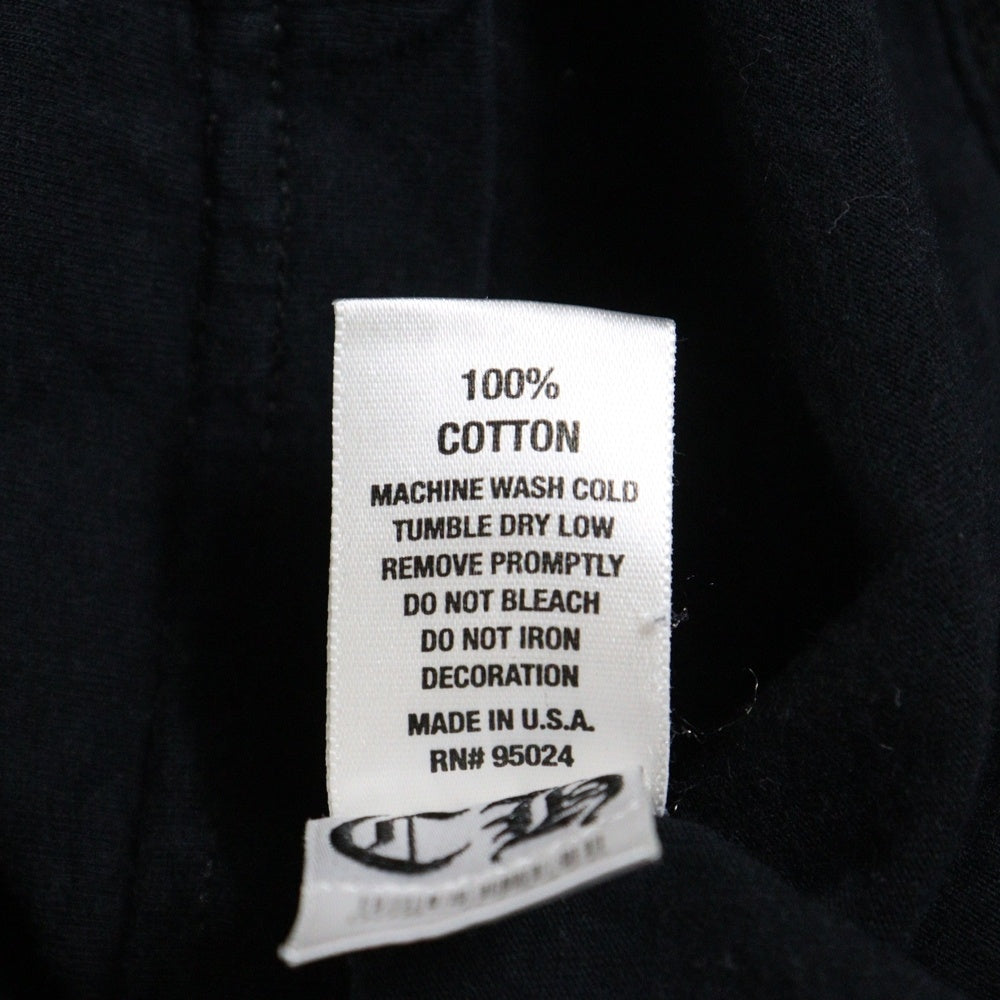 100%
COTTON
MACHINE WASH COLD
TUMBLE DRY LOW
REMOVE PROMPTLY
DO NOT BLEACH
DO NOT IRON
DECORATION
MADE IN U.S.A.
RN# 95024
CH